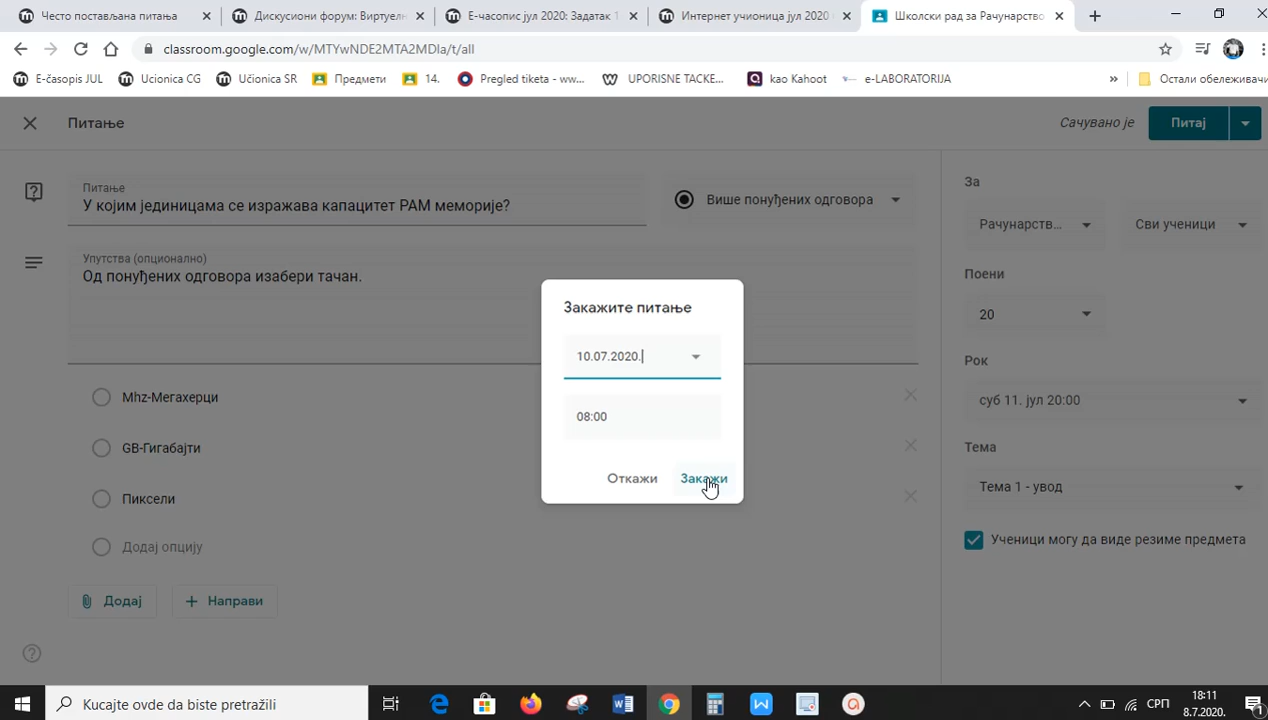 Често постављана питања
Дискусиони форум: Виртуелн
Е-часопис јул 2020: Задатак 1
Интернет учионица јул 2020
Школски рад за Рачунарство
classroom.google.com/w/MTYwNDE2MTA2MDIa/t/all
E-časopis JUL
Ucionica CG
Učionica SR
Предмети
14.
Pregled tiketa - ww...
UPORISNE TACKE...
kao Kahoot
e-LABORATORIJA
»
Остали обележивачи
Питање
Сачувано је
Питај
Питање
У којим јединицама се изражава капацитет РАМ меморије?
Више понуђених одговора
Упутства (опционално)
Од понуђених одговора изабери тачан.
Mhz-Мегахерци
GB-Гигабајти
Пиксели
Додај опцију
Додај
Направи
Закажите питање
10.07.2020.
08:00
Откажи
Закажи
За
Рачунарств...
Сви ученици
Поени
20
Рок
суб 11. јул 20:00
Тема
Тема 1 - увод
Ученици могу да виде резиме предмета
Kucajte ovde da biste pretražili
СРП
18:11
8.7.2020.